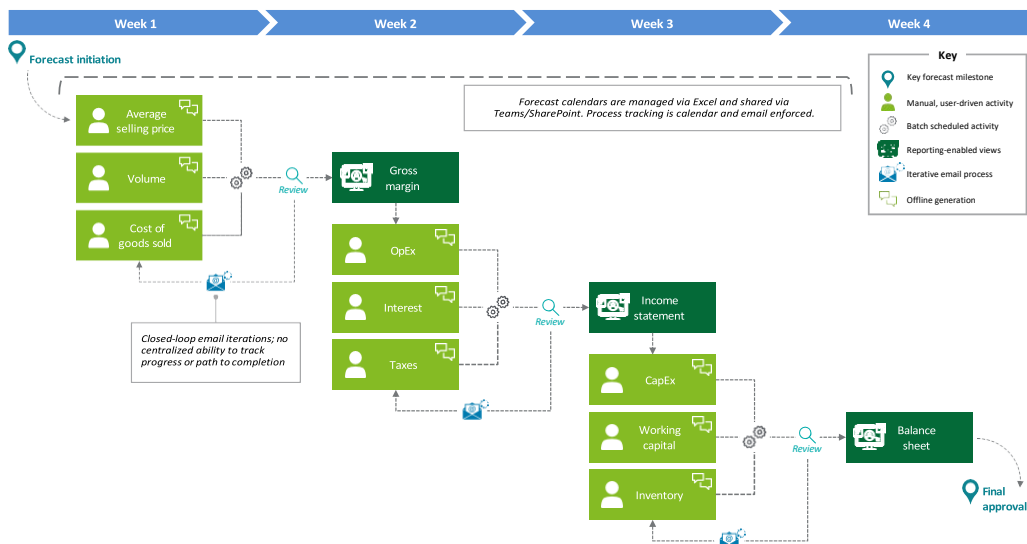 Week 1
Week 2
Week 3
Week 4
Forecast initiation
Key
Key forecast milestone
Manual, user-driven activity
Batch scheduled activity
Reporting-enabled views
Iterative email process
Offline generation
Forecast calendars are managed via Excel and shared via
Teams/SharePoint. Process tracking is calendar and email enforced.
Average
selling price
Volume
Cost of
goods sold
Review
Closed-loop email iterations; no
centralized ability to track
progress or path to completion
Gross
margin
OpEx
Interest
Taxes
Review
Income
statement
CapEx
Working
capital
Inventory
Review
Balance
sheet
Final
approval